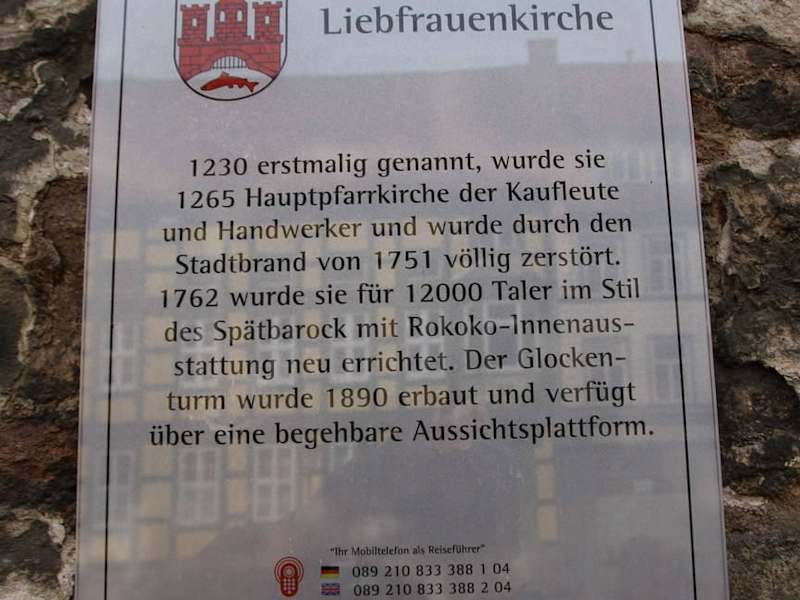 Liebfrauenkirche
1230 erstmalig genannt, wurde sie
1265 Hauptpfarrkirche der Kaufleute
und Handwerker und wurde durch den
Stadtbrand von 1751 völlig zerstört.
1762 wurde sie für 12000 Taler im Stil
des Spätbarock mit Rokoko-Innenaus-
stattung neu errichtet. Der Glocken-
turm wurde 1890 erbaut und verfügt
über eine begehbare Aussichtsplattform.
"Ihr Mobiltelefon als Reiseführer"
089 210 833 388 1 04
089 210 833 388 2 04